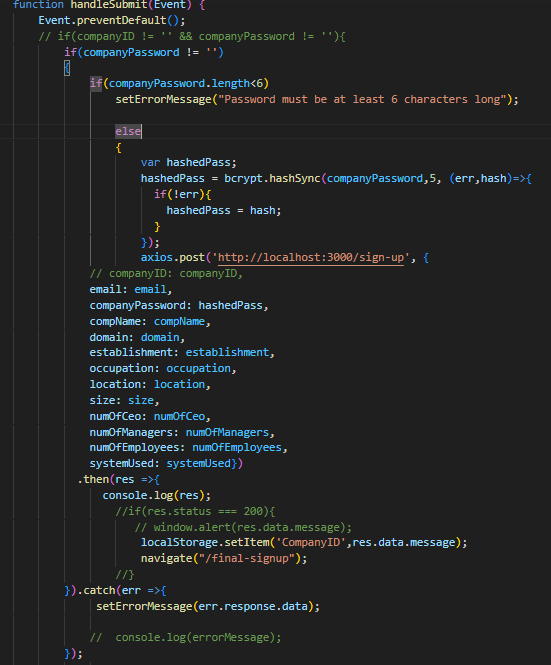 function handleSubmit(Event) {
Event.preventDefault();
// if(companyID != '' && companyPassword != ''){
if(companyPassword != '')
{
if(companyPassword.length<6)
setErrorMessage("Password must be at least 6 characters long");
else
{
var hashedPass;
hashedPass = bcrypt.hashSync(companyPassword,5, (err,hash)=>{
if(!err){
hashedPass = hash;
}
});
axios.post('http://localhost:3000/sign-up', {
// companyID: companyID,
email: email,
companyPassword: hashedPass,
compName: compName,
domain: domain,
establishment: establishment,
occupation: occupation,
location: location,
size: size,
numOfCeo: numOfCeo,
numOfManagers: numOfManagers,
numOfEmployees: numOfEmployees,
systemUsed: systemUsed})
.then(res =>{
console.log(res);
//if(res.status === 200){
// window.alert(res.data.message);
localStorage.setItem('CompanyID',res.data.message);
navigate("/final-signup");
//}
}).catch(err =>{
setErrorMessage(err.response.data);
// console.log(errorMessage);
});